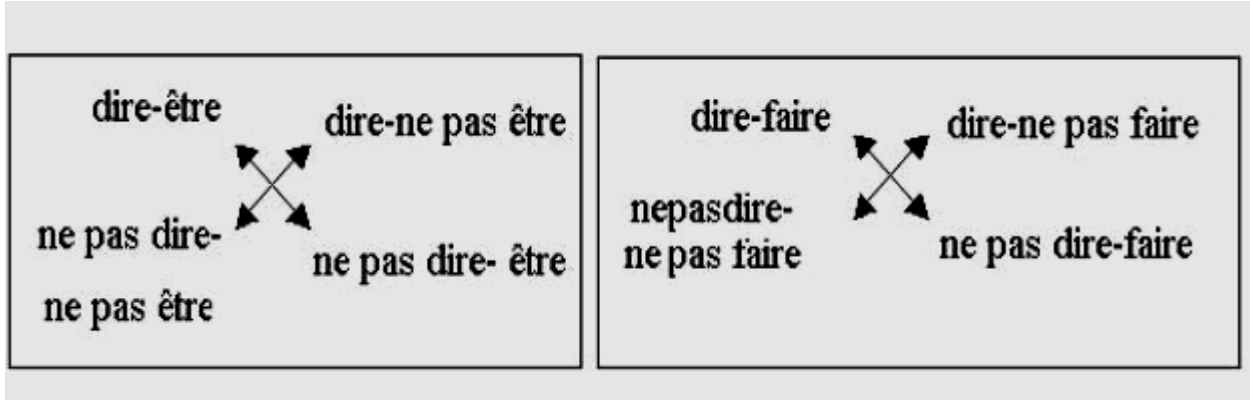 dire-être
dire-ne pas être
ne pas dire-
ne pas être
ne pas dire- être
dire-faire
dire-ne pas faire
nepasdire-
ne pas faire
ne pas dire-faire